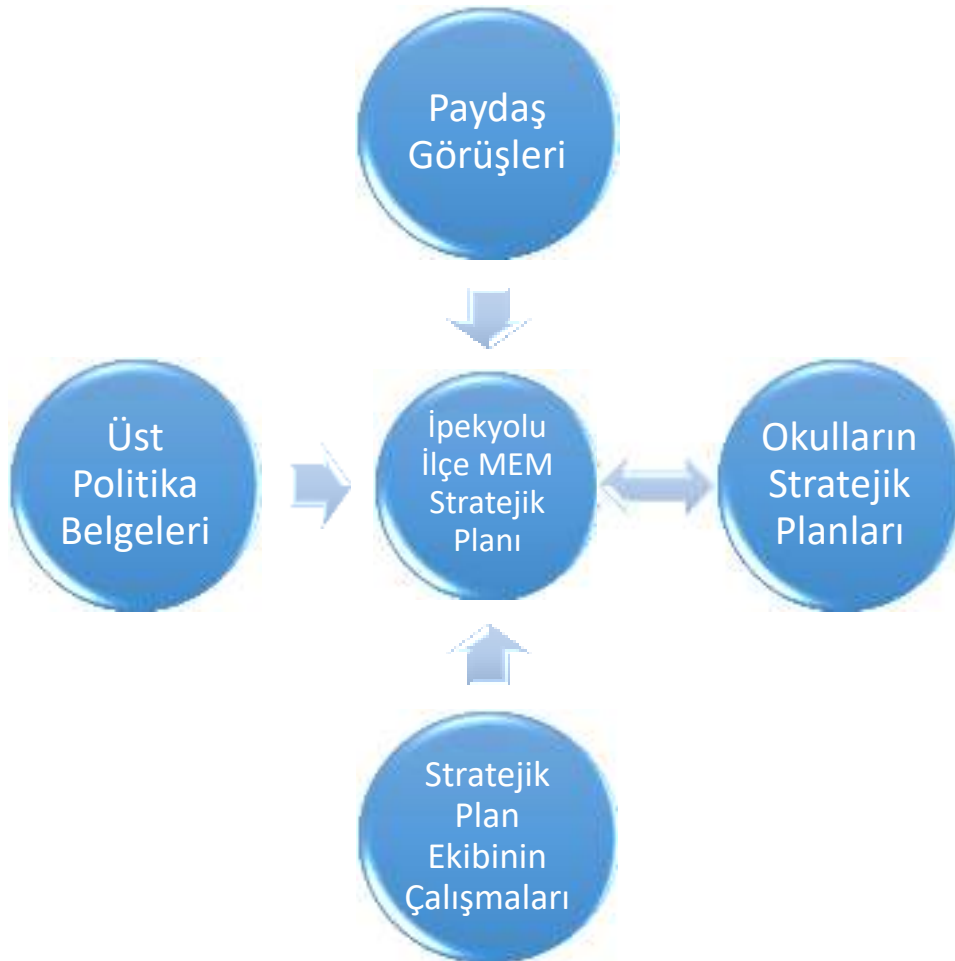 Paydaş
Görüşleri
Üst
Politika
Belgeleri
İpekyolu
İlçe MEM
Stratejik
Planı
Okulların
Stratejik
Planları
Stratejik
Plan
Ekibinin
Çalışmaları